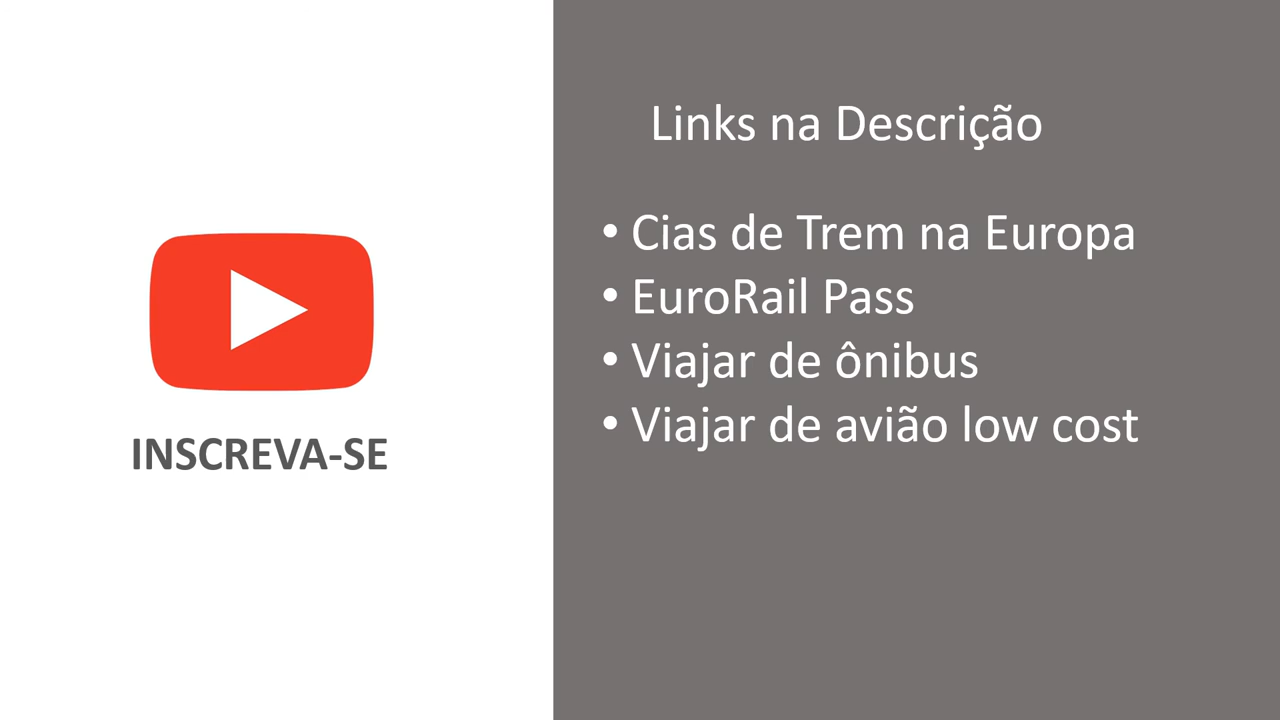 INSCREVA-SE
Links na Descrição
• Cias de Trem na Europa
• EuroRail Pass
• Viajar de ônibus
• Viajar de avião low cost